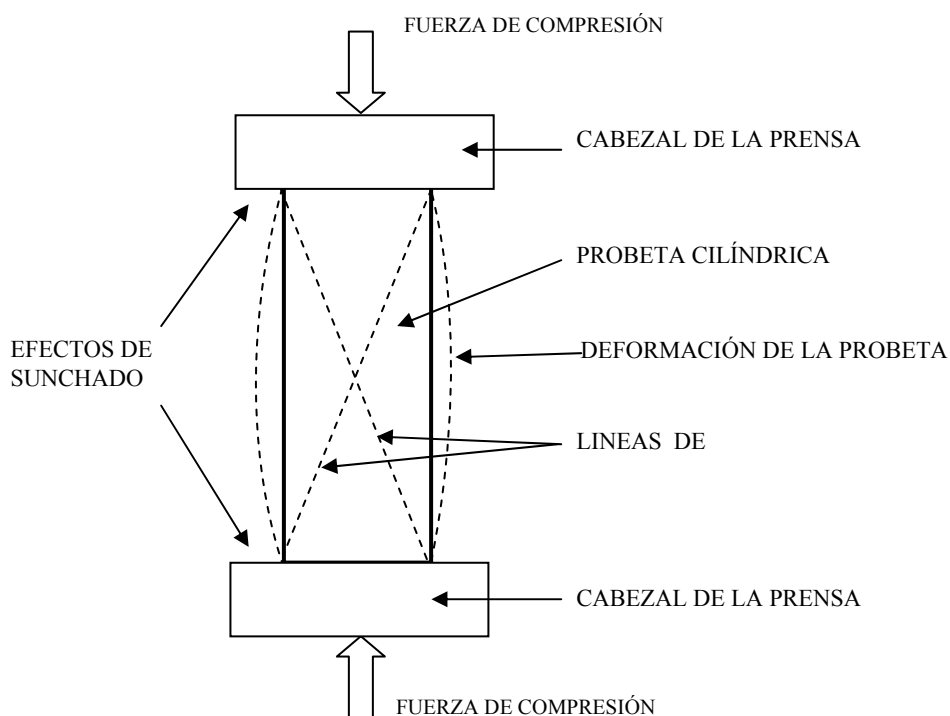 FUERZA DE COMPRESIÓN
CABEZAL DE LA PRENSA
PROBETA CILÍNDRICA
EFECTOS DE
SUNCHADO
DEFORMACIÓN DE LA PROBETA
LINEAS DE
CABEZAL DE LA PRENSA
FUERZA DE COMPRESIÓN